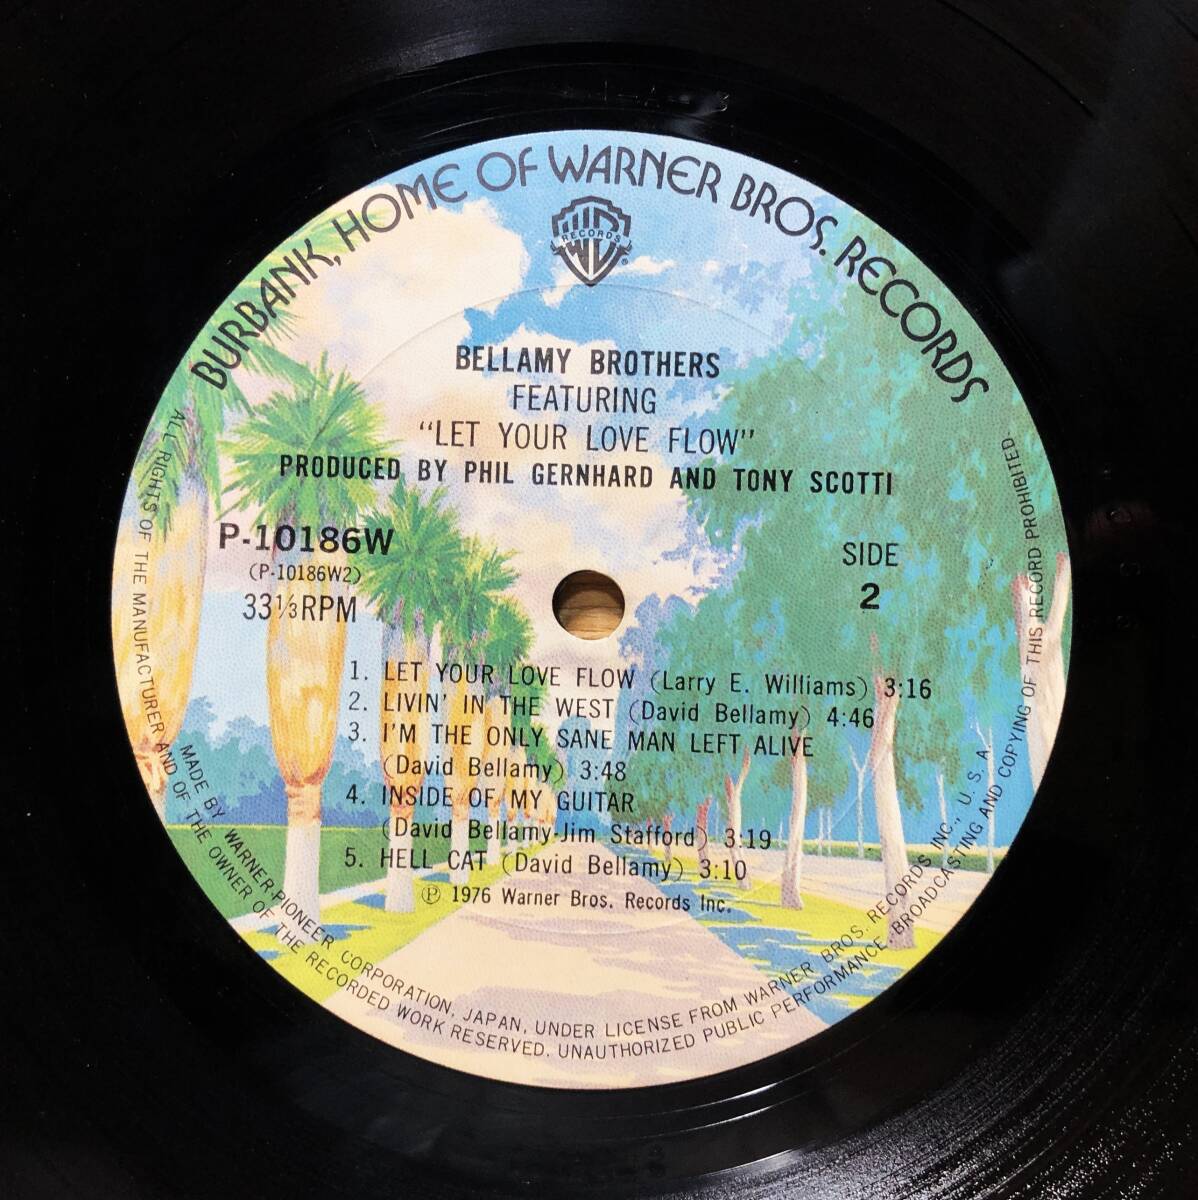 BURBANK, HOME OF WARNER BROS. RECORDS
RECORDS
BELLAMY BROTHERS
FEATURING
"LET YOUR LOVE FLOW"
PRODUCED BY PHIL GERNHARD AND TONY SCOTTI
P-10186W
(P-10186W2)
33⅓RPM
SIDE
2
1. LET YOUR LOVE FLOW (Larry E. Williams) 3:16
2. LIVIN' IN THE WEST (David Bellamy) 4:46
3. I'M THE ONLY SANE MAN LEFT ALIVE
(David Bellamy) 3:48
4. INSIDE OF MY GUITAR
(David Bellamy-Jim Stafford) 3:19
5. HELL CAT (David Bellamy) 3:10
Ⓟ 1976 Warner Bros. Records Inc.
MADE BY WARNER-PIONEER CORPORATION, JAPAN, UNDER LICENSE FROM WARNER BROS. RECORDS INC., U.S.A.
ALL RIGHTS OF THE MANUFACTURER AND OF THE OWNER OF THE RECORDED WORK RESERVED. UNAUTHORIZED PUBLIC PERFORMANCE, BROADCASTING AND COPYING OF THIS RECORD PROHIBITED.